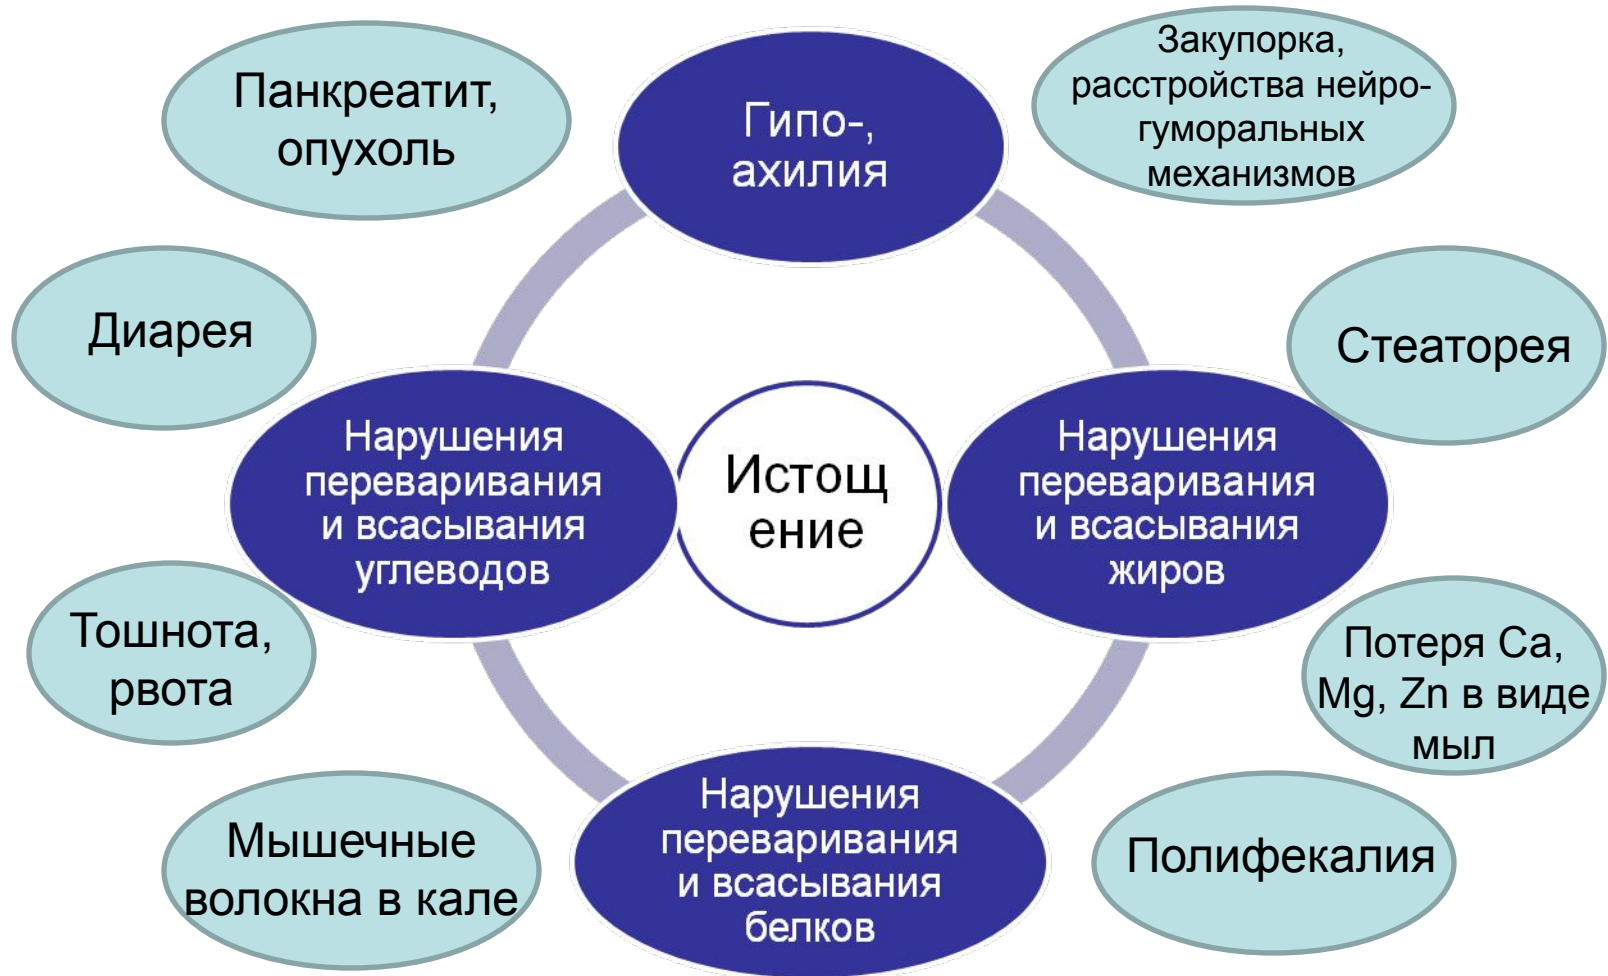 Панкреатит,
опухоль
Гипо-,
ахилия
Закупорка,
расстройства нейро-
гуморальных
механизмов
Диарея
Стеаторея
Нарушения
переваривания
и всасывания
углеводов
Истощ
ение
Нарушения
переваривания
и всасывания
жиров
Тошнота,
рвота
Потеря Ca,
Mg, Zn в виде
мыл
Мышечные
волокна в кале
Нарушения
переваривания
и всасывания
белков
Полифекалия